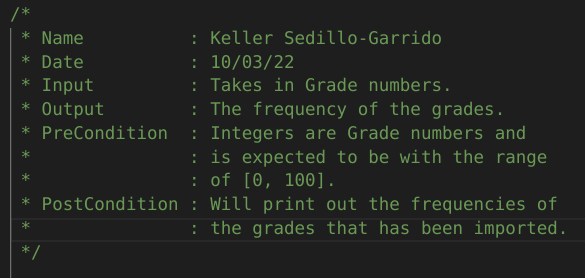 /*
 * Name          : Keller Sedillo-Garrido
 * Date          : 10/03/22
 * Input         : Takes in Grade numbers.
 * Output        : The frequency of the grades.
 * PreCondition  : Integers are Grade numbers and
 *               : is expected to be with the range
 *               : of [0, 100].
 * PostCondition : Will print out the frequencies of
 *               : the grades that has been imported.
 */